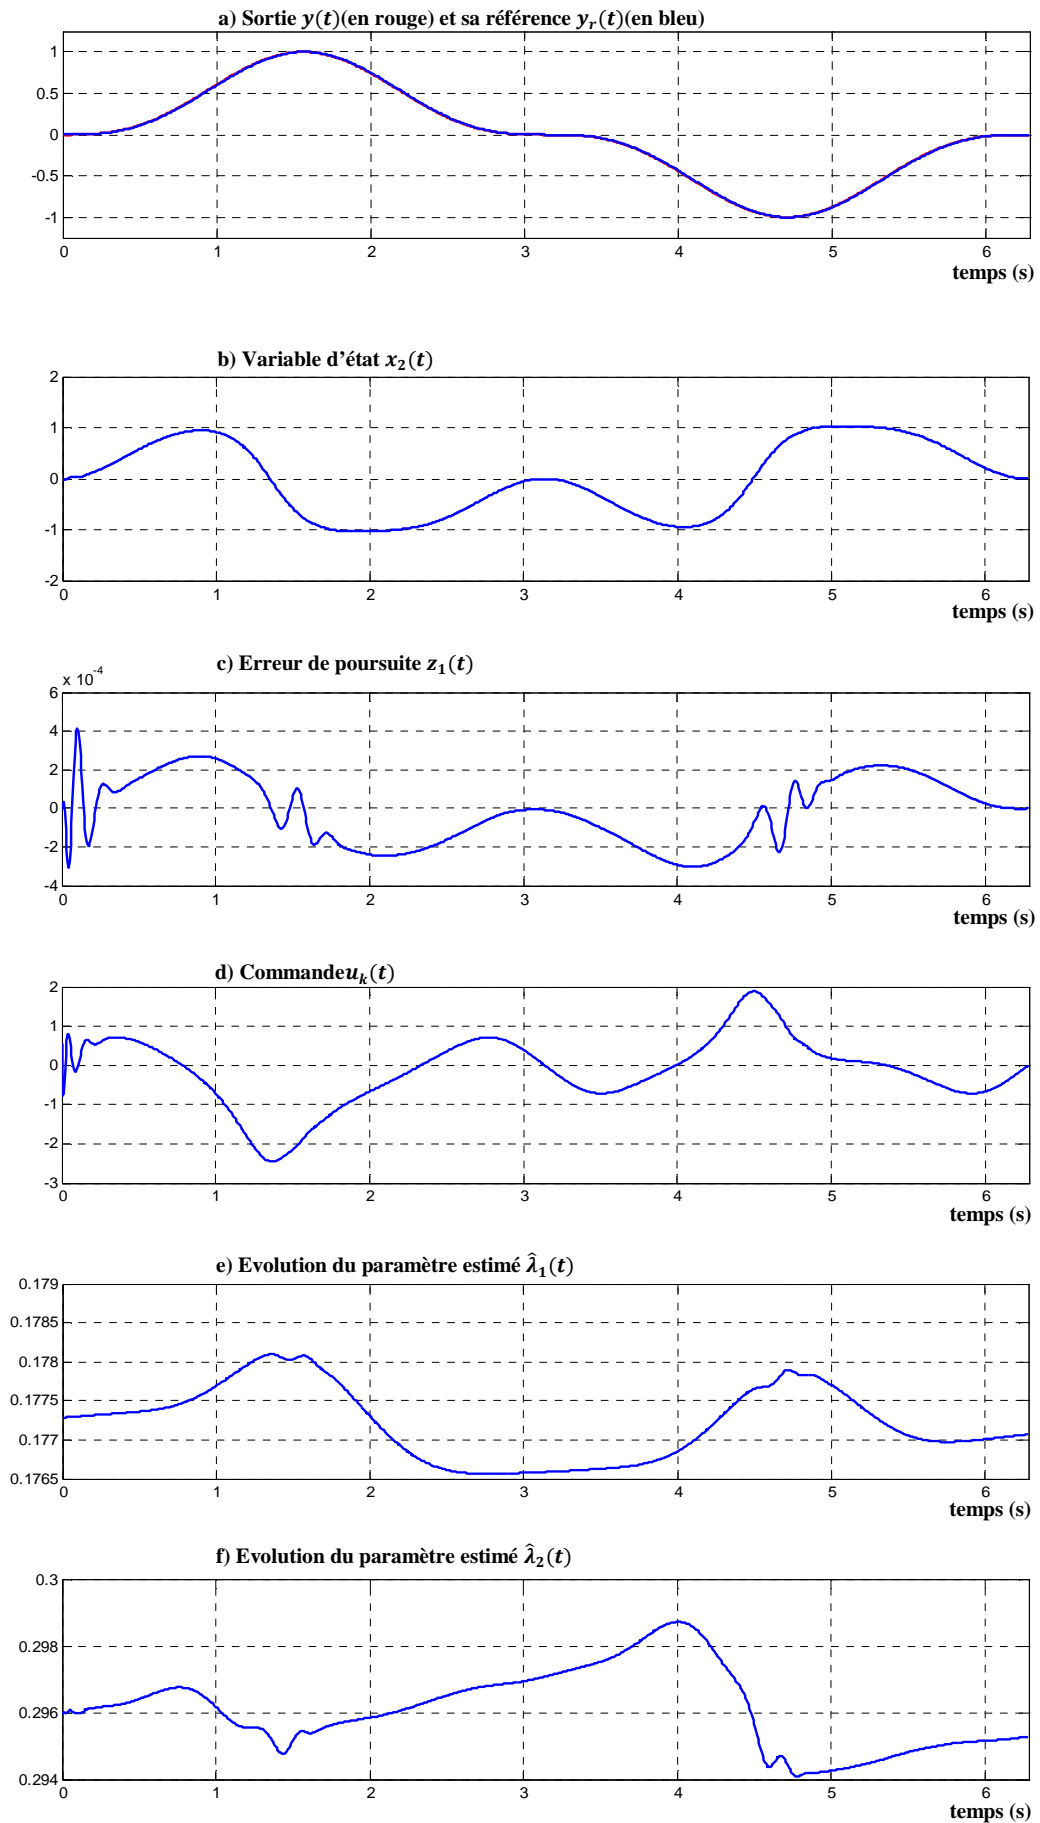 a) Sortie y(t)(en rouge) et sa référence yᵣ(t)(en bleu)
1
0.5
0
-0.5
-1
0 1 2 3 4 5 6
temps (s)
b) Variable d'état x₂(t)
2
1
0
-1
-2
0 1 2 3 4 5 6
temps (s)
c) Erreur de poursuite z₁(t)
x 10⁻⁴
6
4
2
0
-2
-4
0 1 2 3 4 5 6
temps (s)
d) Commandeuₖ(t)
2
1
0
-1
-2
-3
0 1 2 3 4 5 6
temps (s)
e) Evolution du paramètre estimé λ̂₁(t)
0.179
0.1785
0.178
0.1775
0.177
0.1765
0 1 2 3 4 5 6
temps (s)
f) Evolution du paramètre estimé λ̂₂(t)
0.3
0.298
0.296
0.294
0 1 2 3 4 5 6
temps (s)